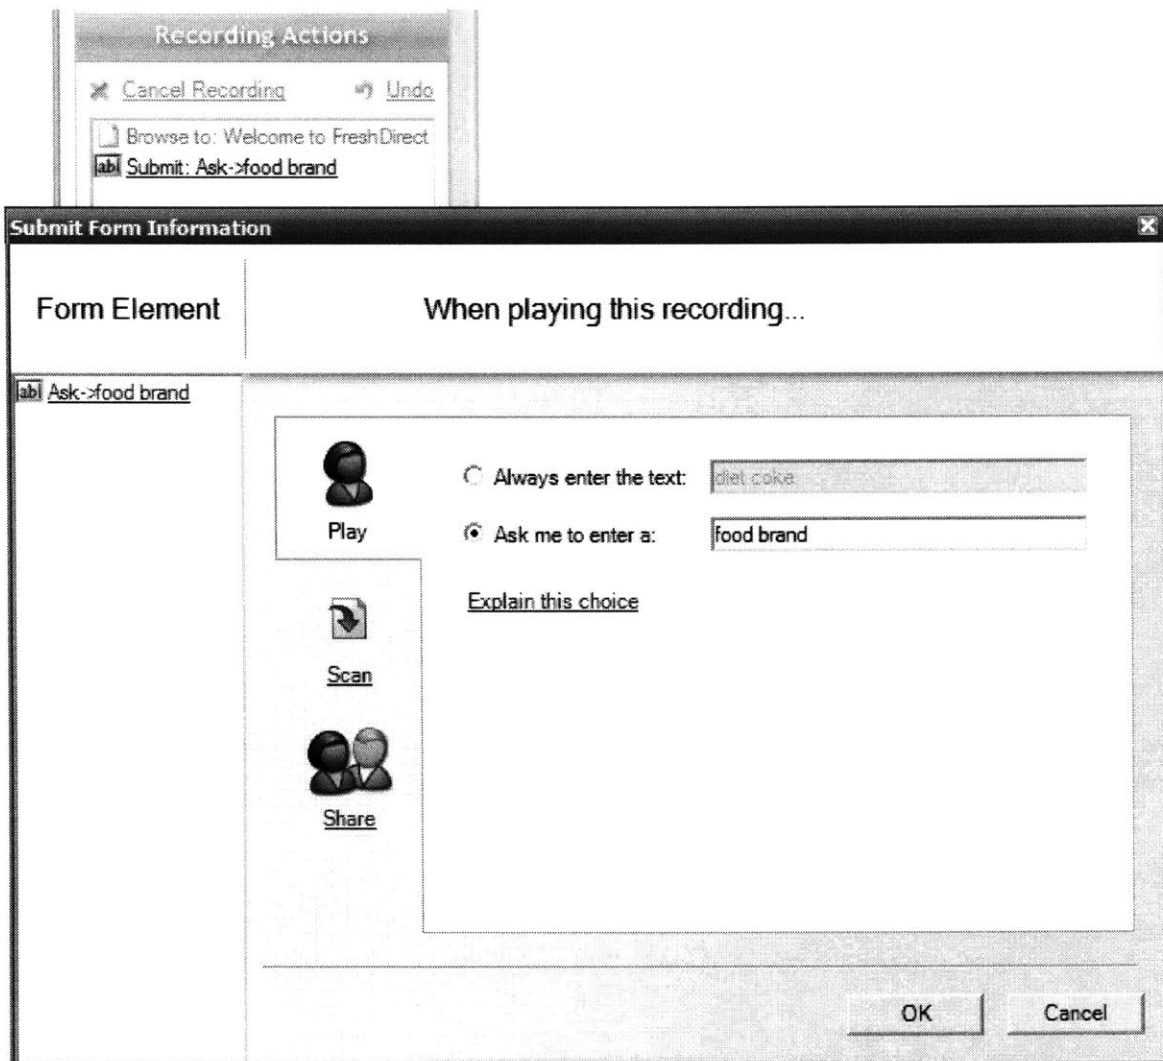 Recording Actions
Cancel Recording Undo
Browse to: Welcome to FreshDirect
abl Submit: Ask->food brand
Submit Form Information
Form Element
When playing this recording...
abl Ask->food brand
Play
Always enter the text: diet coke
Ask me to enter a: food brand
Explain this choice
Scan
Share
OK Cancel